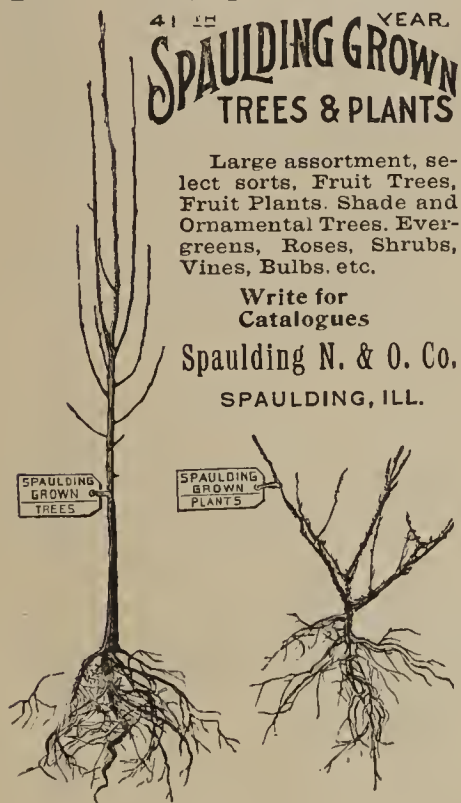 41TH YEAR
SPAULDING GROWN
TREES & PLANTS
Large assortment, se-
lect sorts, Fruit Trees,
Fruit Plants. Shade and
Ornamental Trees. Ever-
greens, Roses, Shrubs,
Vines, Bulbs. etc.
Write for
Catalogues
Spaulding N. & O. Co.
SPAULDING, ILL.
SPAULDING
GROWN
TREES
SPAULDING
GROWN
PLANTS